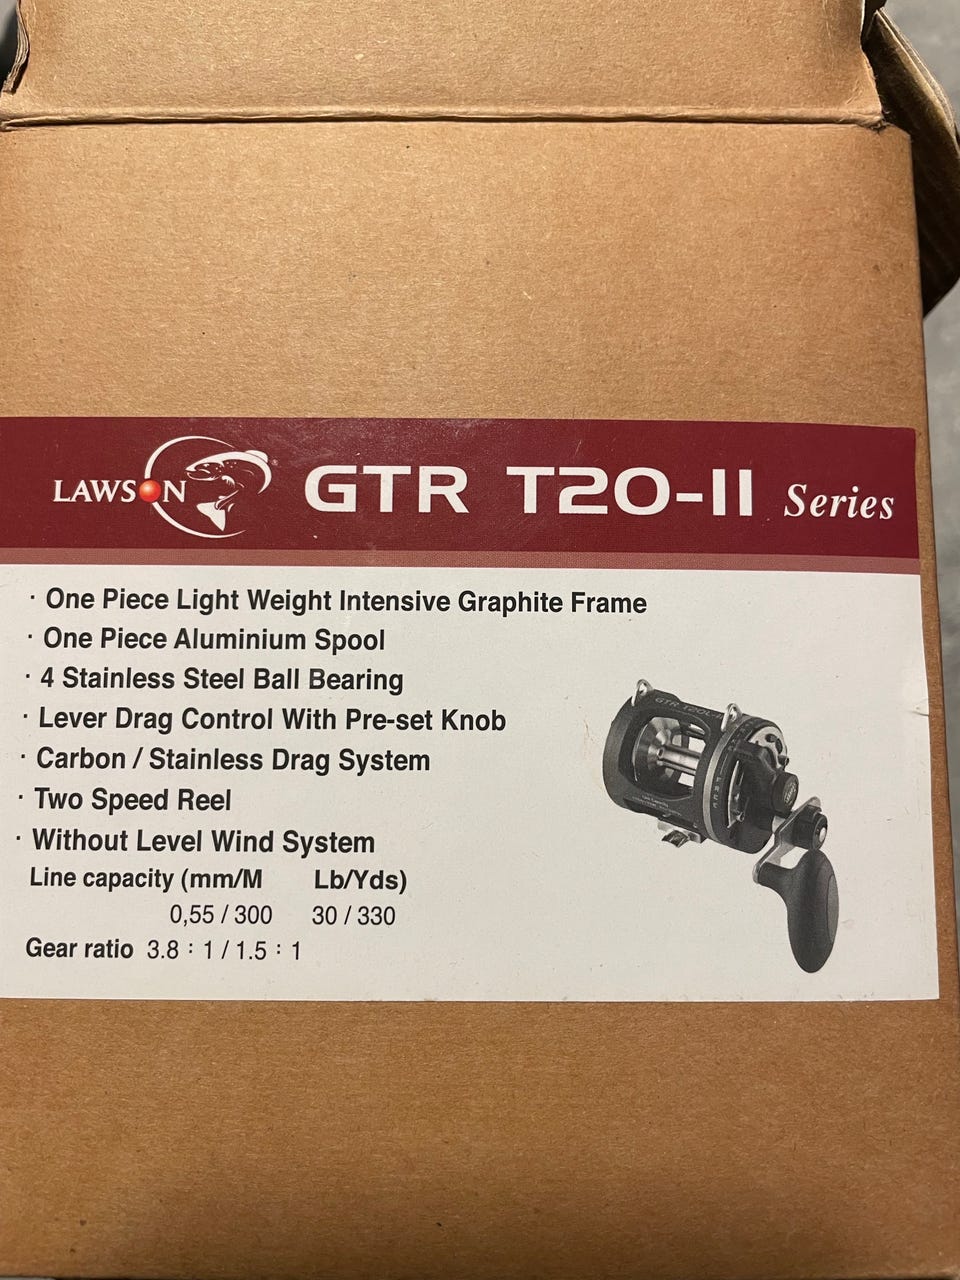 LAWSON ® GTR T20-II Series
· One Piece Light Weight Intensive Graphite Frame
· One Piece Aluminium Spool
· 4 Stainless Steel Ball Bearing
· Lever Drag Control With Pre-set Knob
· Carbon / Stainless Drag System
· Two Speed Reel
· Without Level Wind System
Line capacity (mm/M Lb/Yds)
0,55 / 300 30 / 330
Gear ratio 3.8 : 1 / 1.5 : 1